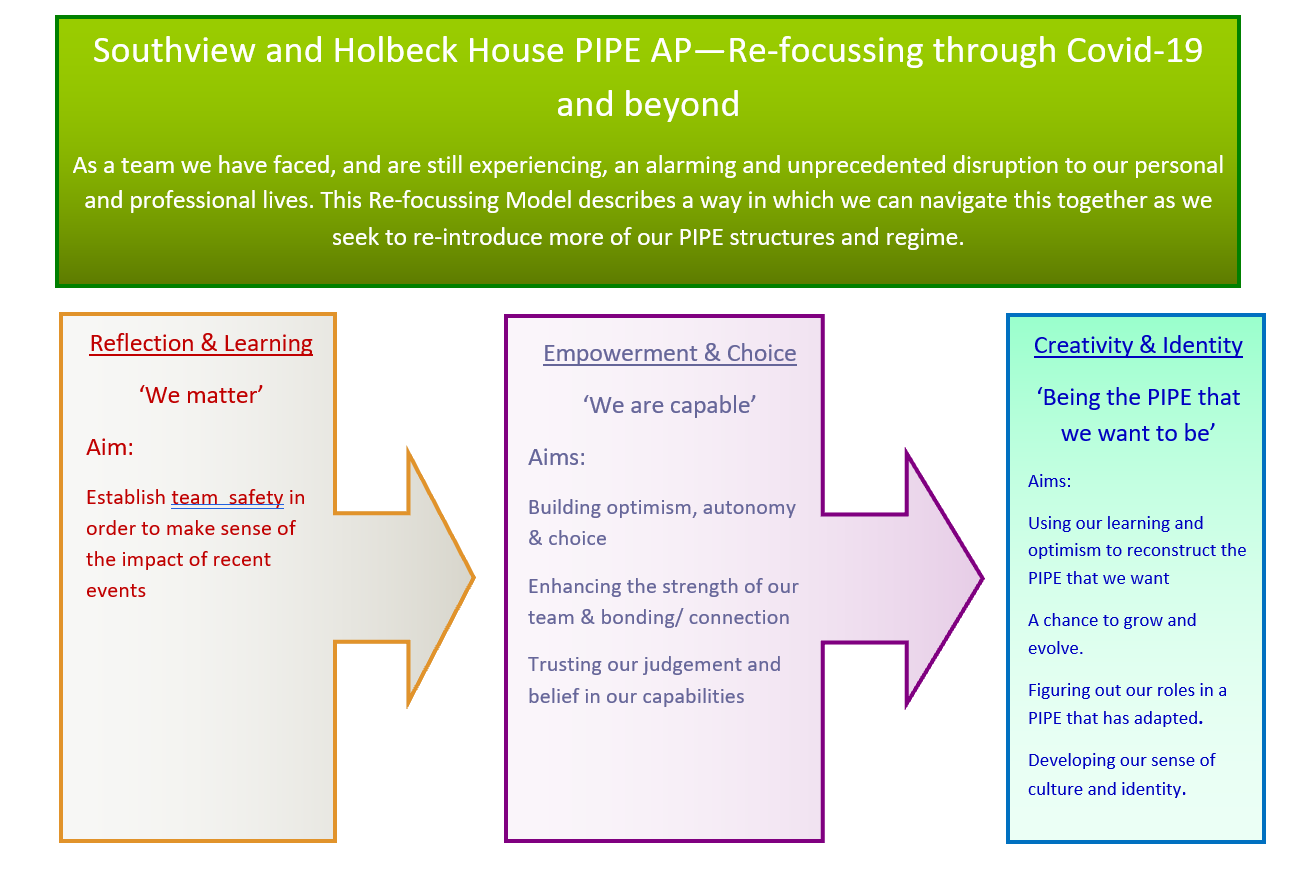 Southview and Holbeck House PIPE AP—Re-focussing through Covid-19
and beyond
As a team we have faced, and are still experiencing, an alarming and unprecedented disruption to our personal
and professional lives. This Re-focussing Model describes a way in which we can navigate this together as we
seek to re-introduce more of our PIPE structures and regime.
Reflection & Learning
‘We matter’
Aim:
Establish team  safety in
order to make sense of
the impact of recent
events
Empowerment & Choice
‘We are capable’
Aims:
Building optimism, autonomy
& choice
Enhancing the strength of our
team & bonding/ connection
Trusting our judgement and
belief in our capabilities
Creativity & Identity
‘Being the PIPE that
we want to be’
Aims:
Using our learning and
optimism to reconstruct the
PIPE that we want
A chance to grow and
evolve.
Figuring out our roles in a
PIPE that has adapted.
Developing our sense of
culture and identity.